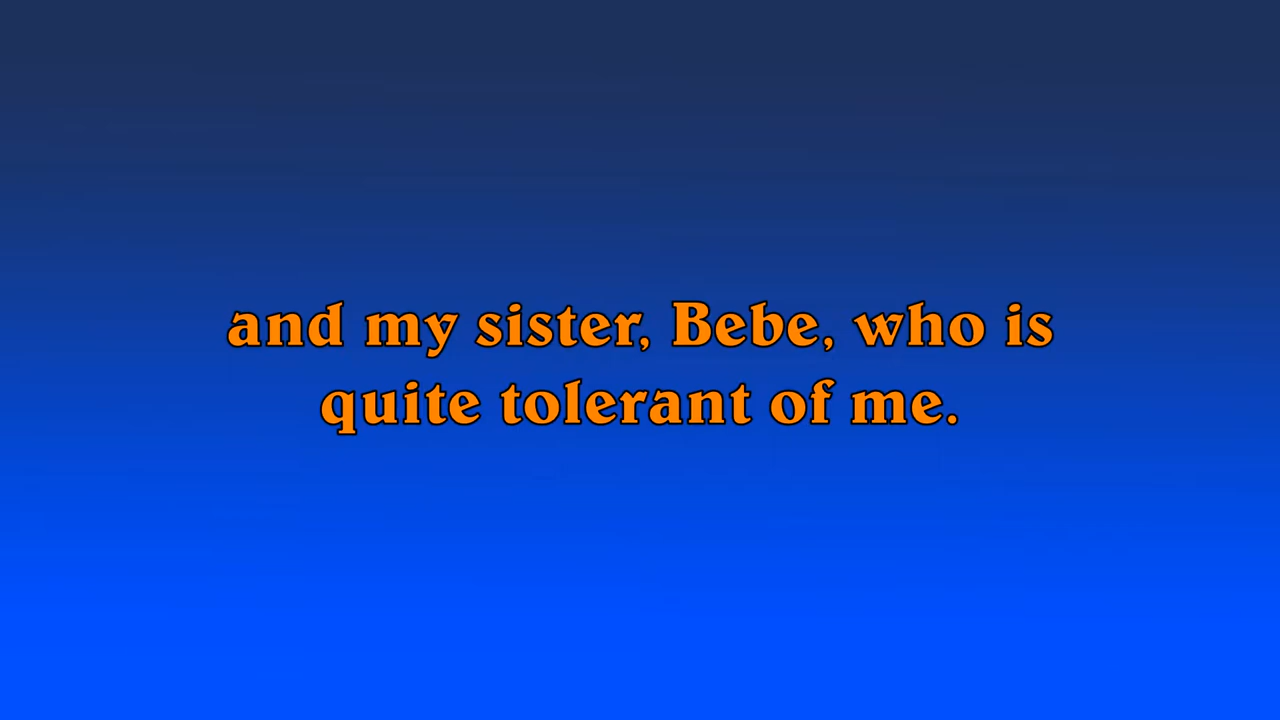 and my sister, Bebe, who is
quite tolerant of me.